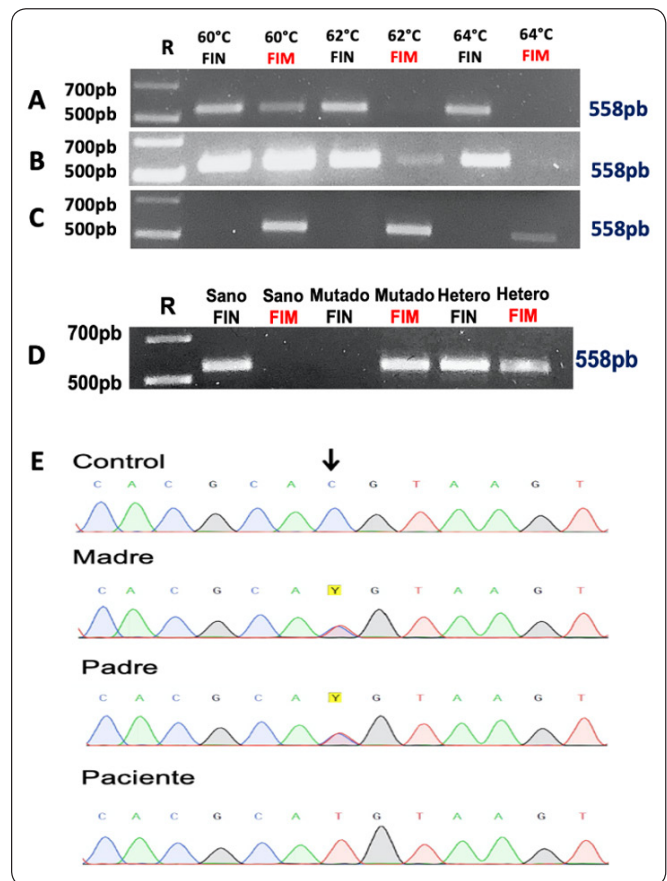 R 60°C 60°C 62°C 62°C 64°C 64°C
FIN FIM FIN FIM FIN FIM
A 700pb
500pb 558pb
B 700pb
500pb 558pb
C 700pb
500pb 558pb
R Sano Sano Mutado Mutado Hetero Hetero
FIN FIM FIN FIM FIN FIM
D 700pb
500pb 558pb
E Control
C A C G C A C G T A A G T
Madre
C A C G C A Y G T A A G T
Padre
C A C G C A Y G T A A G T
Paciente
C A C G C A T G T A A G T